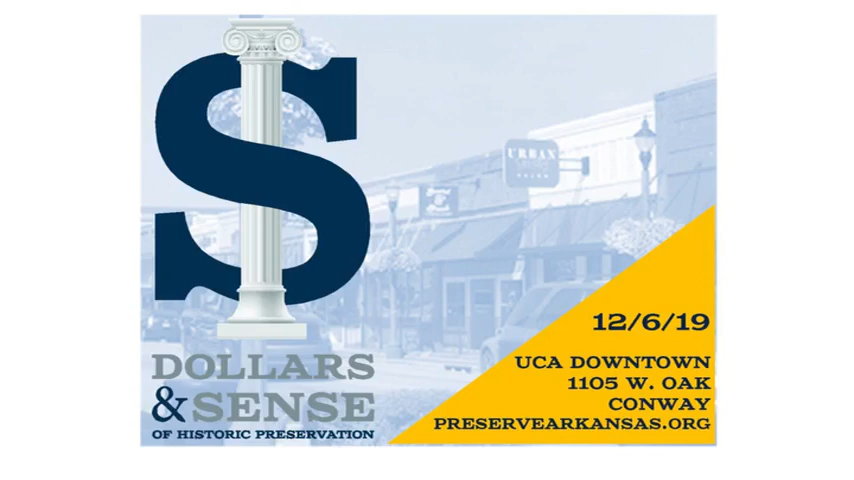 S
URBAN
DOLLARS
& SENSE
OF HISTORIC PRESERVATION
12/6/19
UCA DOWNTOWN
1105 W. OAK
CONWAY
PRESERVEARKANSAS.ORG